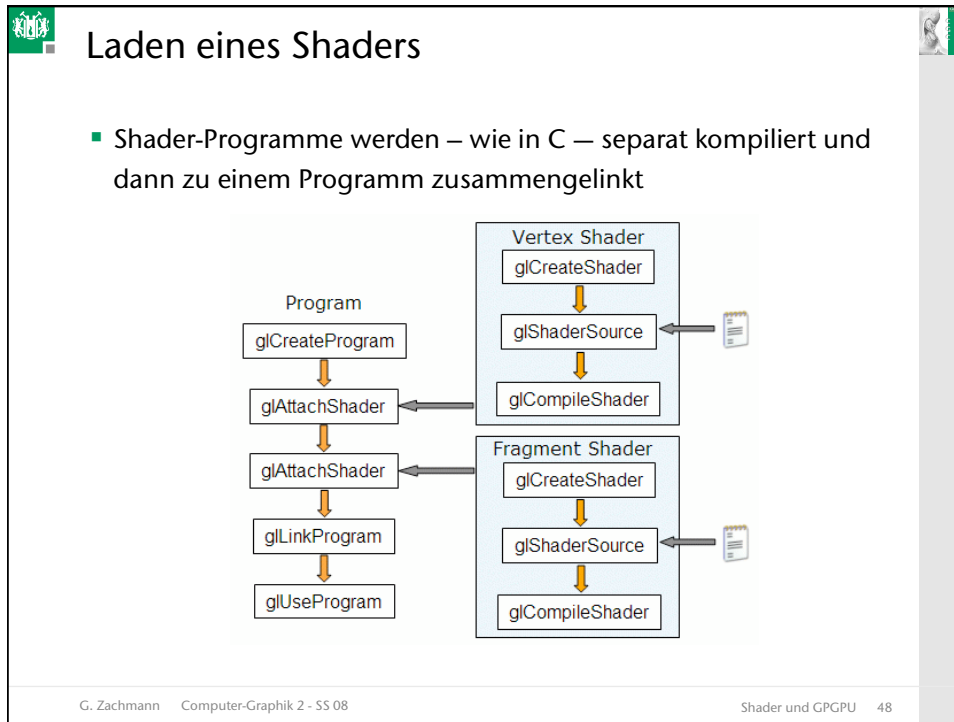 Laden eines Shaders
Shader-Programme werden – wie in C — separat kompiliert und
dann zu einem Programm zusammengelinkt
Program
glCreateProgram
glAttachShader
glAttachShader
glLinkProgram
glUseProgram
Vertex Shader
glCreateShader
glShaderSource
glCompileShader
Fragment Shader
glCreateShader
glShaderSource
glCompileShader
G. Zachmann Computer-Graphik 2 - SS 08
Shader und GPGPU 48